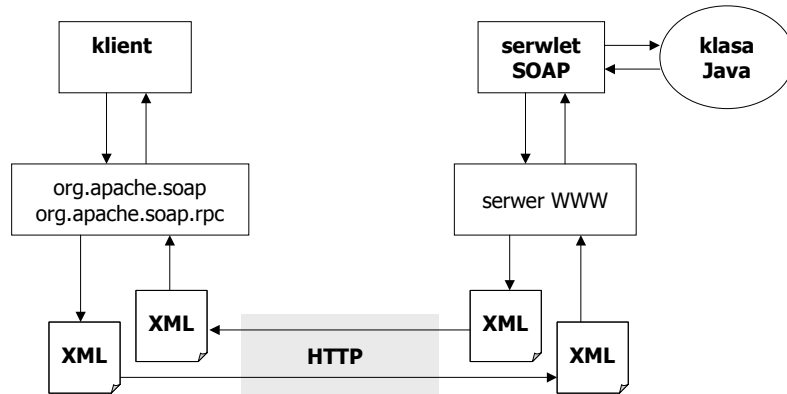 klient
serwlet
SOAP
klasa
Java
org.apache.soap
org.apache.soap.rpc
serwer WWW
XML
XML
XML
HTTP
XML